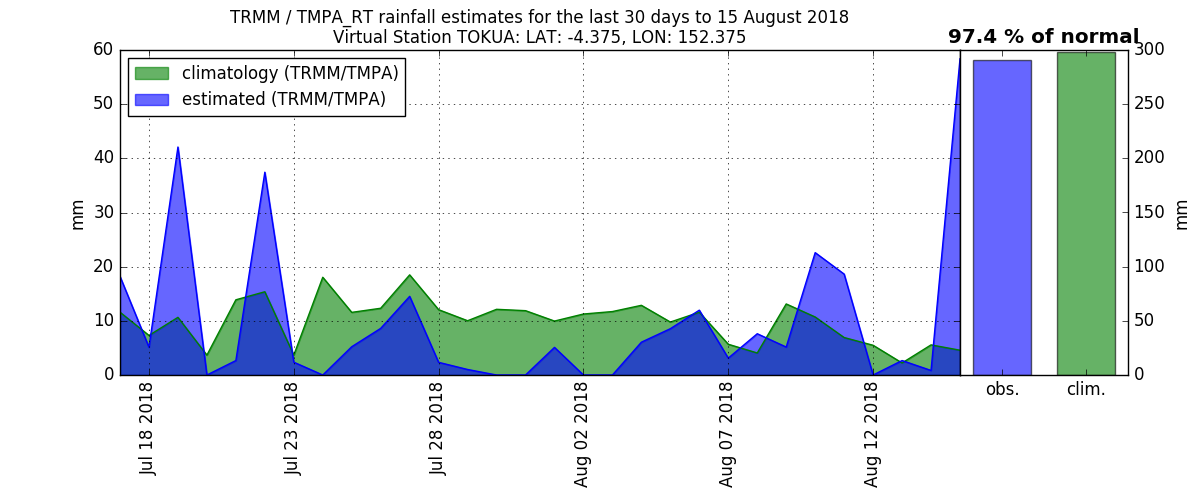 TRMM / TMPA_RT rainfall estimates for the last 30 days to 15 August 2018
Virtual Station TOKUA: LAT: -4.375, LON: 152.375
97.4 % of normal
climatology (TRMM/TMPA)
estimated (TRMM/TMPA)
60
50
40
30
20
10
0
mm
300
250
200
150
100
50
0
mm
Jul 18 2018
Jul 23 2018
Jul 28 2018
Aug 02 2018
Aug 07 2018
Aug 12 2018
obs.
clim.